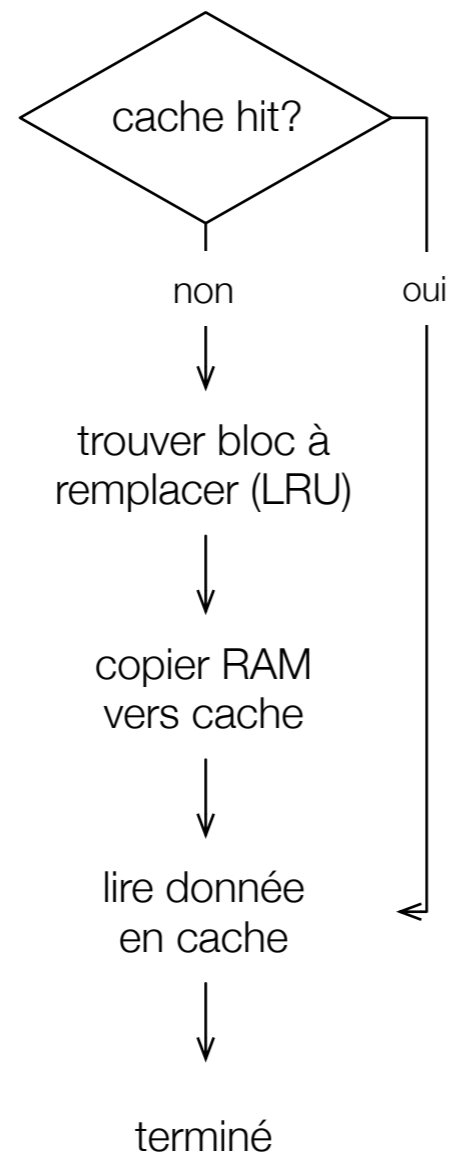 cache hit?
non
oui
trouver bloc à
remplacer (LRU)
copier RAM
vers cache
lire donnée
en cache
terminé